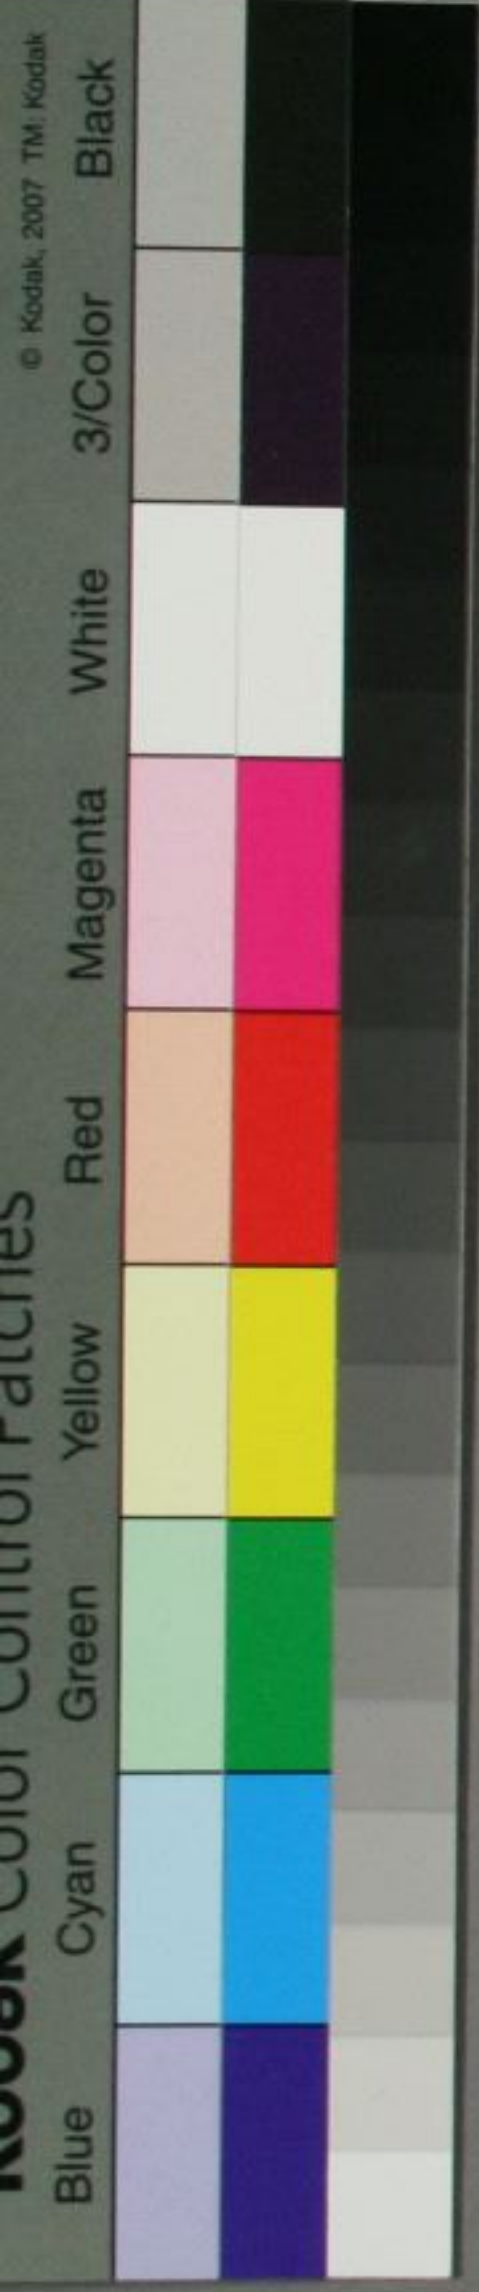 Kodak Color Control Patches
© Kodak, 2007 TM: Kodak
Blue Cyan Green Yellow Red Magenta White 3/Color Black